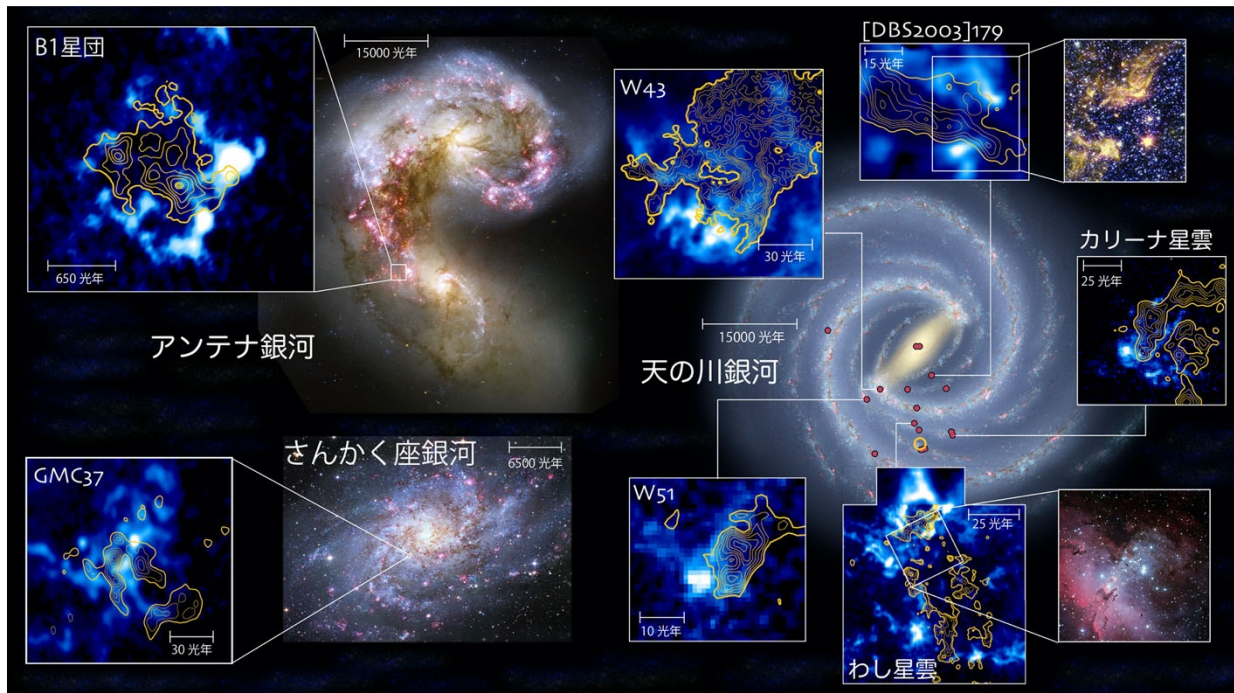 B1星団
15000 光年
650 光年
アンテナ銀河
W43
30 光年
[DBS2003]179
15 光年
カリーナ星雲
25 光年
15000 光年
天の川銀河
GMC37
30 光年
さんかく座銀河
6500 光年
W51
10 光年
25 光年
わし星雲